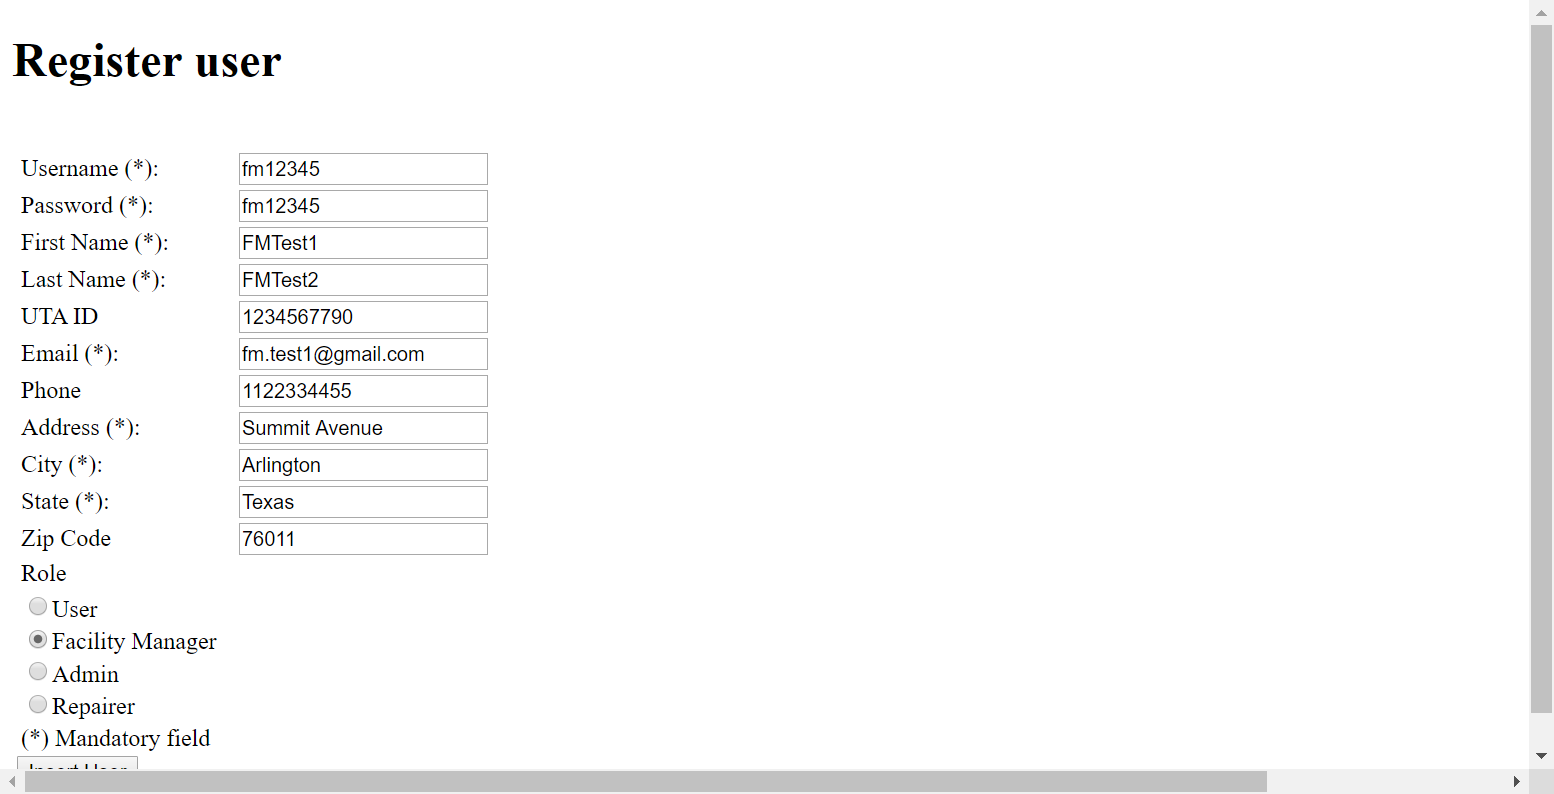 Register user
Username (*): fm12345
Password (*): fm12345
First Name (*): FMTest1
Last Name (*): FMTest2
UTA ID 1234567790
Email (*): fm.test1@gmail.com
Phone 1122334455
Address (*): Summit Avenue
City (*): Arlington
State (*): Texas
Zip Code 76011
Role
User
Facility Manager
Admin
Repairer
(*) Mandatory field
Insert User